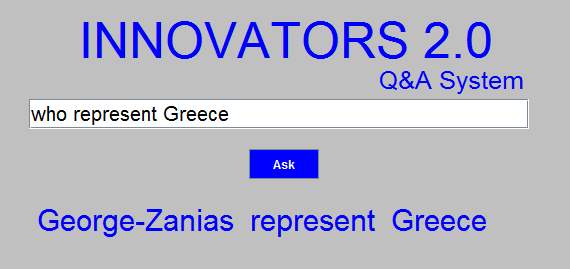 INNOVATORS 2.0
Q&A System
who represent Greece
Ask
George-Zanias represent Greece